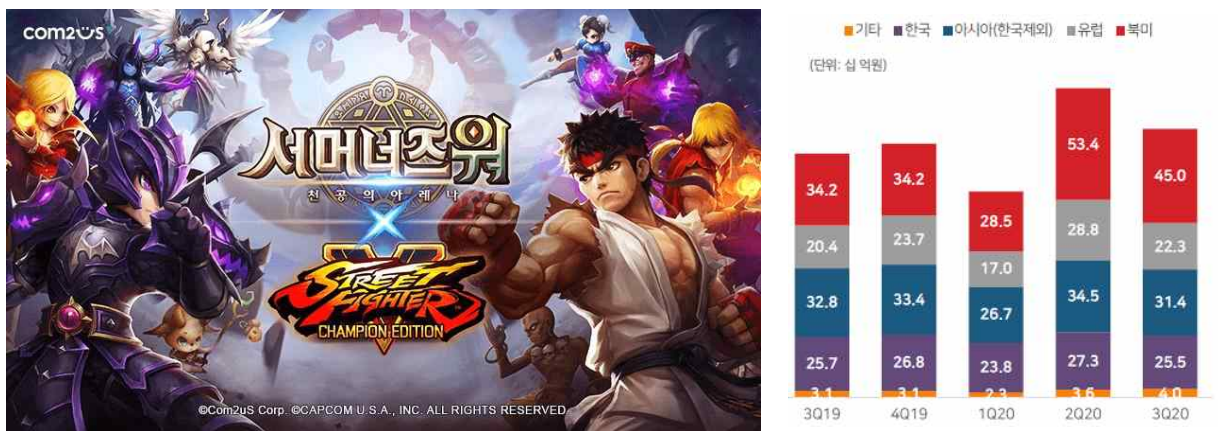 com2us
서머너즈 워
천공의 아레나
X
V
STREET
FIGHTER
CHAMPION EDITION
©Com2uS Corp. ©CAPCOM U.S.A., INC. ALL RIGHTS RESERVED.
기타 한국 아시아(한국제외) 유럽 북미
(단위: 십 억원)
34.2 34.2 28.5 53.4 45.0
20.4 23.7 17.0 28.8 22.3
32.8 33.4 26.7 34.5 31.4
25.7 26.8 23.8 27.3 25.5
3.1 3.1 2.3 3.6 4.0
3Q19 4Q19 1Q20 2Q20 3Q20